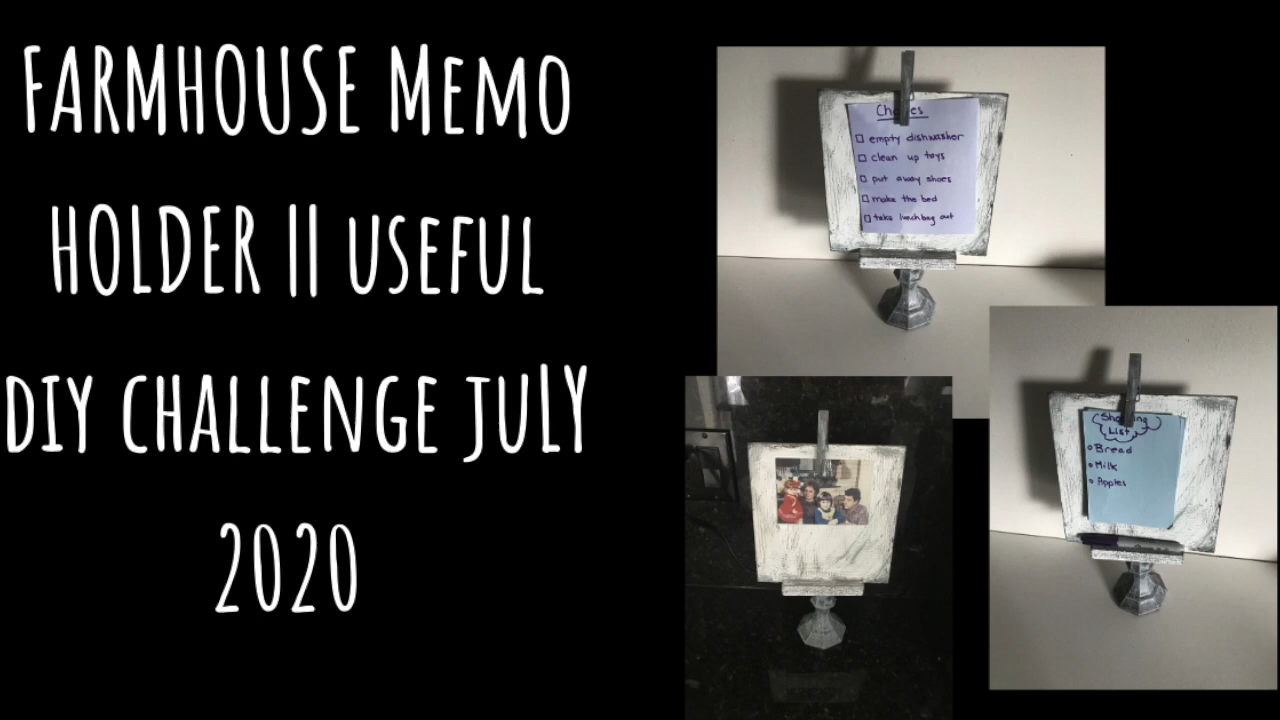 FARMHOUSE MEMO
HOLDER || USEFUL
DIY CHALLENGE JULY
2020
Chores
empty dishwasher
clean up toys
put away shoes
make the bed
take lunchbag out
Shopping
List
Bread
Milk
Apples